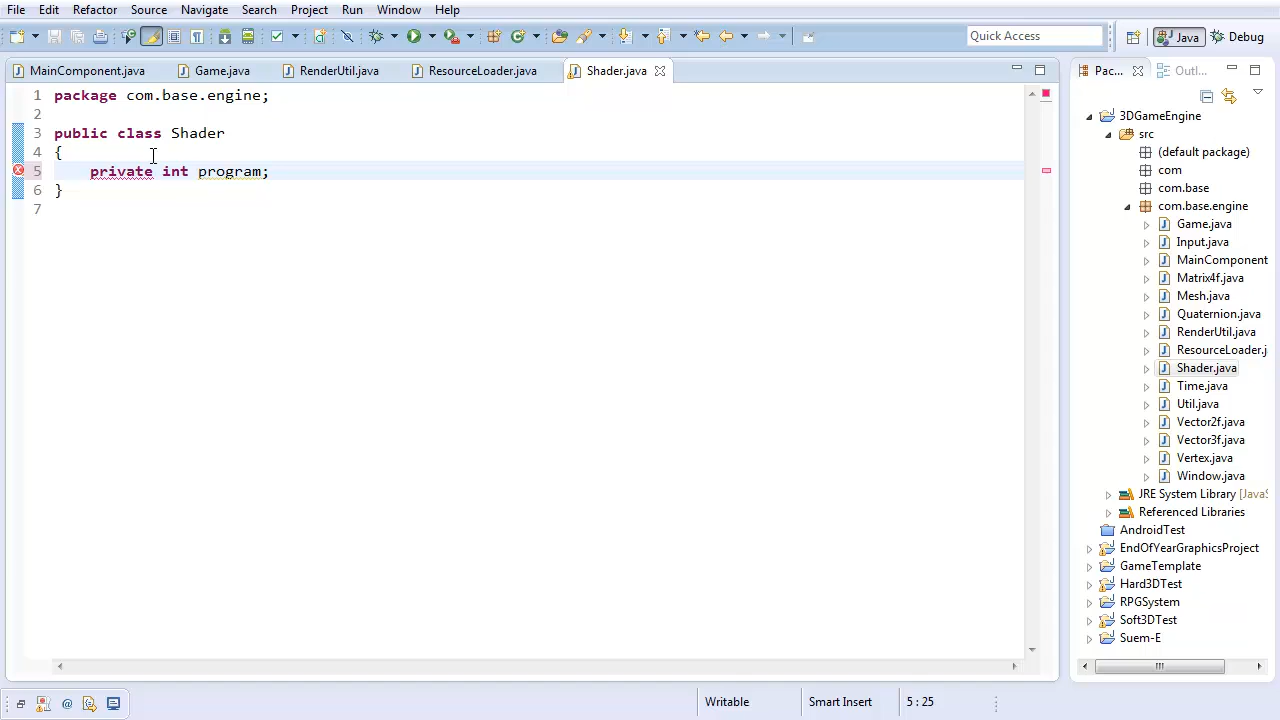 File Edit Refactor Source Navigate Search Project Run Window Help
Quick Access Java Debug
MainComponent.java Game.java RenderUtil.java ResourceLoader.java Shader.java Pac... Outl...
1 package com.base.engine;
2
3 public class Shader
4 {
5 private int program;
6 }
7
3DGameEngine
src
(default package)
com
com.base
com.base.engine
Game.java
Input.java
MainComponent
Matrix4f.java
Mesh.java
Quaternion.java
RenderUtil.java
ResourceLoader.j
Shader.java
Time.java
Util.java
Vector2f.java
Vector3f.java
Vertex.java
Window.java
JRE System Library [JavaS
Referenced Libraries
AndroidTest
EndOfYearGraphicsProject
GameTemplate
Hard3DTest
RPGSystem
Soft3DTest
Suem-E
Writable Smart Insert 5 : 25